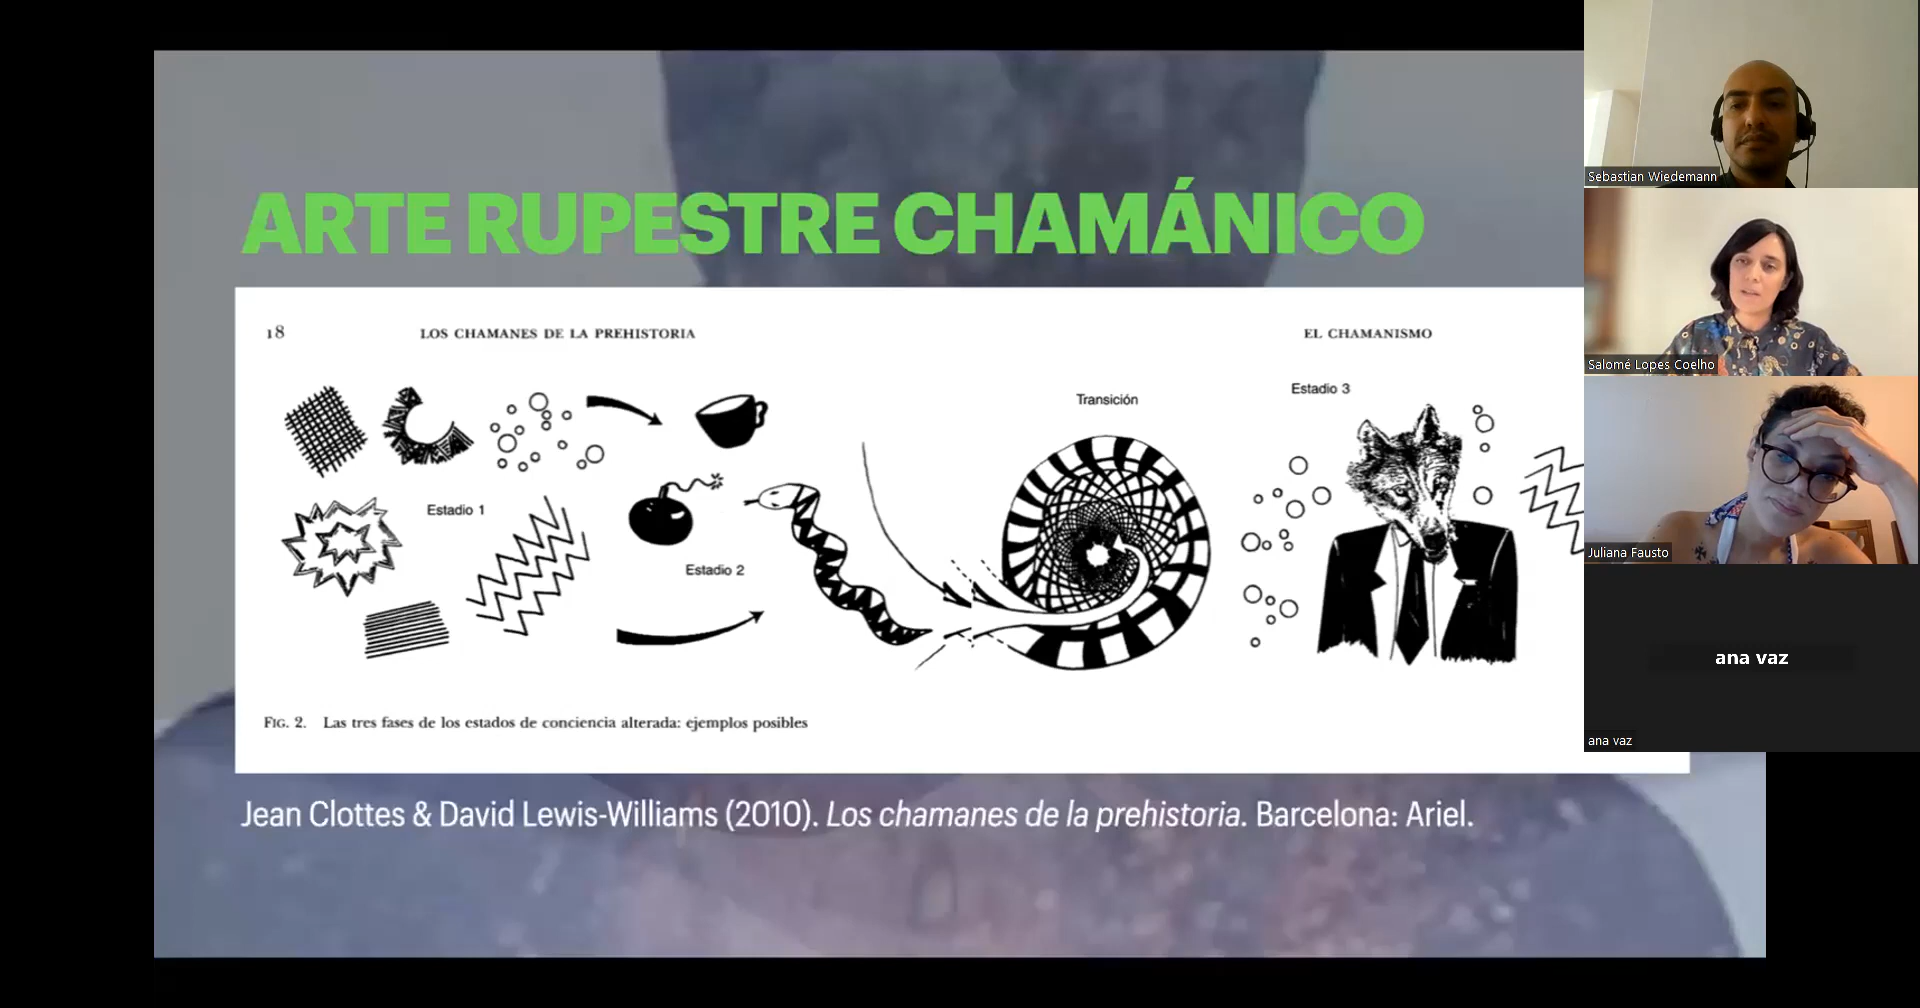 ARTE RUPESTRE CHAMÁNICO
18
LOS CHAMANES DE LA PREHISTORIA
EL CHAMANISMO
Estadio 1
Estadio 2
Transición
Estadio 3
FIG. 2. Las tres fases de los estados de conciencia alterada: ejemplos posibles
Jean Clottes & David Lewis-Williams (2010). Los chamanes de la prehistoria. Barcelona: Ariel.
Sebastian Wiedemann
Salomé Lopes Coelho
Juliana Fausto
ana vaz
ana vaz